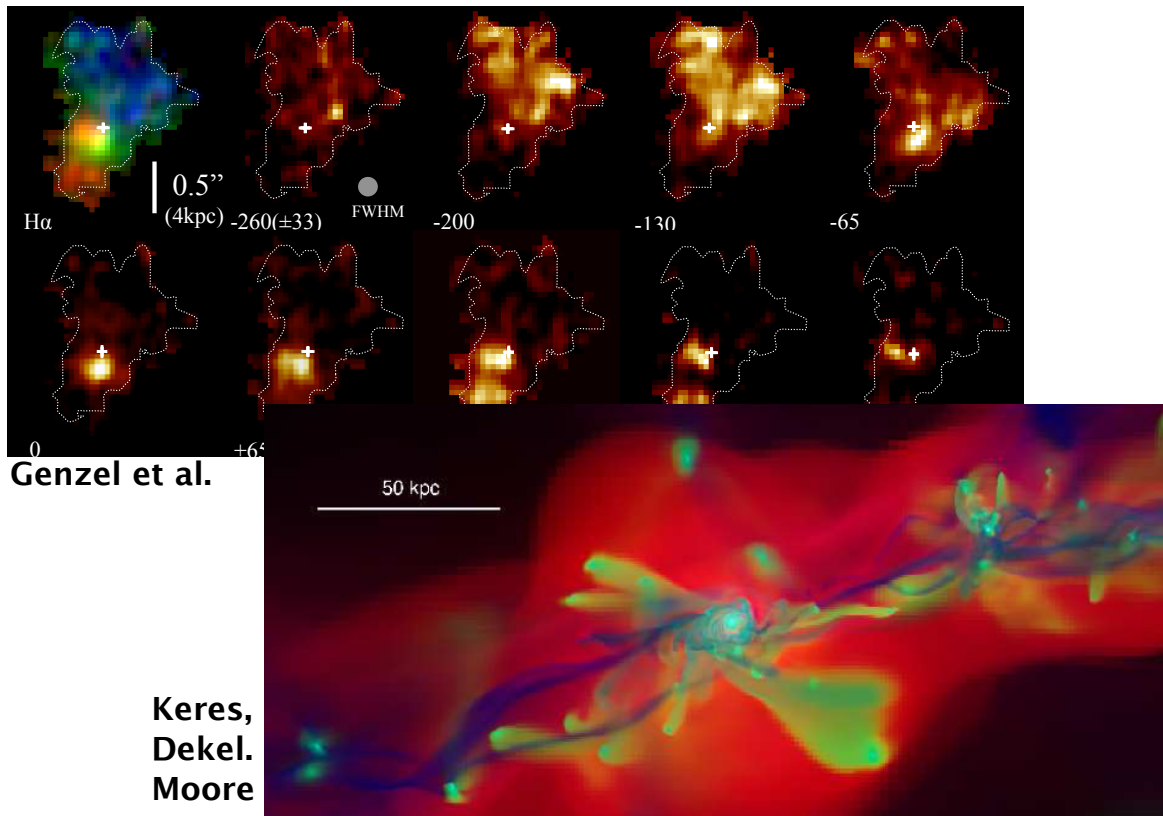 0.5”
(4kpc)
FWHM
Hα
-260(±33)
-200
-130
-65
0
+65
Genzel et al.
50 kpc
Keres,
Dekel.
Moore